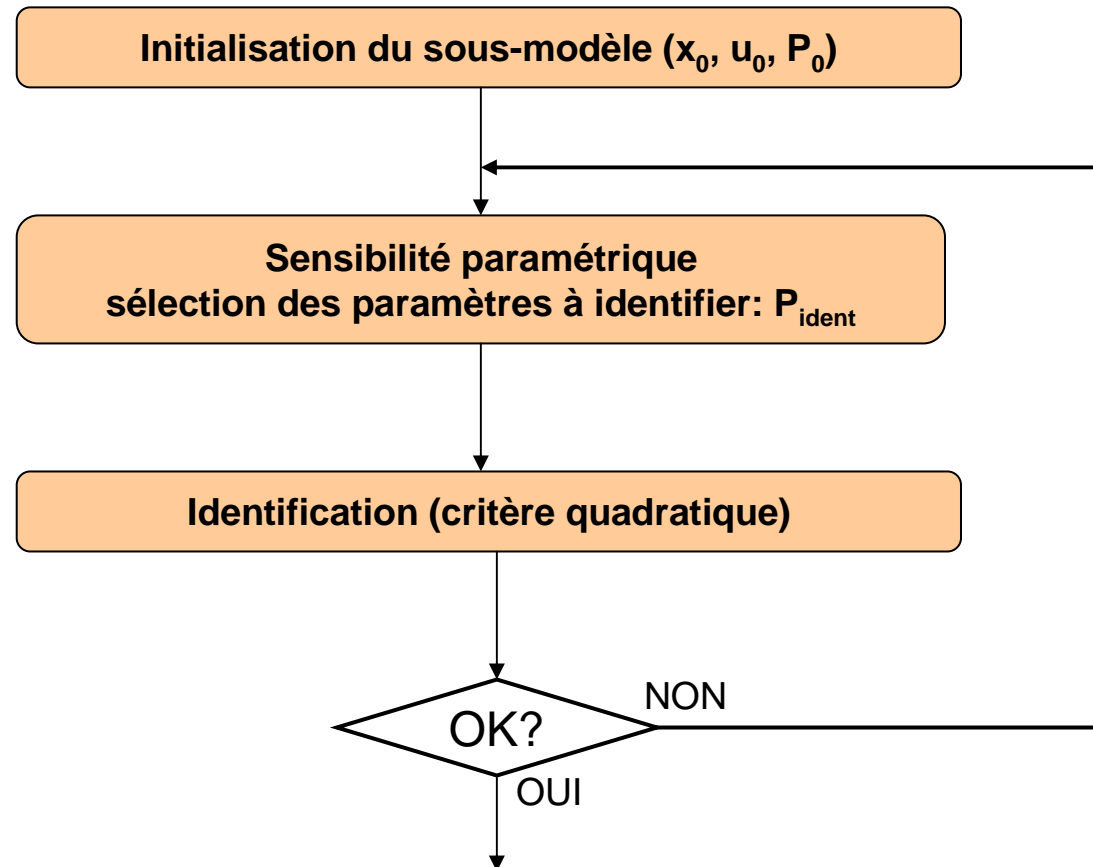 Initialisation du sous-modèle (x₀, u₀, P₀)
Sensibilité paramétrique
sélection des paramètres à identifier: P_ident
Identification (critère quadratique)
NON
OK?
OUI